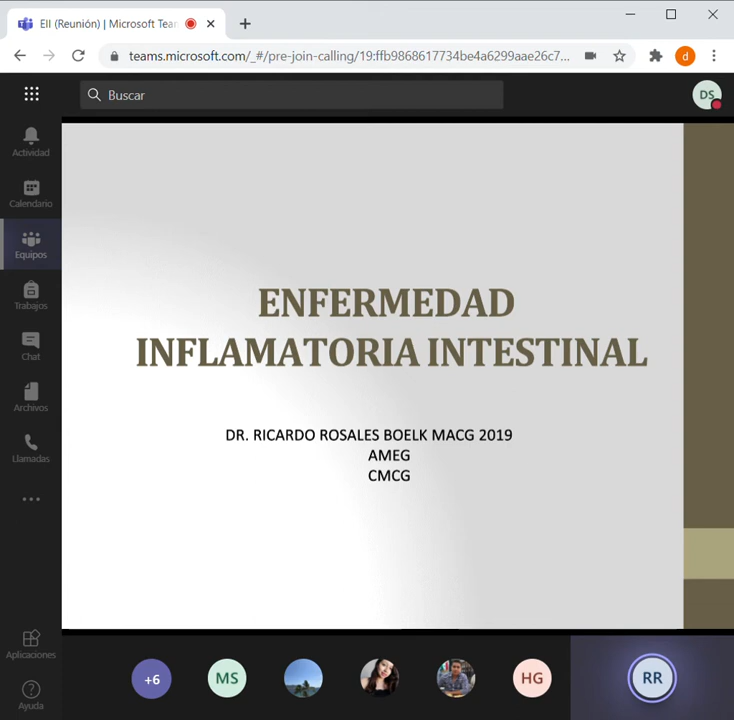 EII (Reunión) | Microsoft Team
teams.microsoft.com/_#/pre-join-calling/19:ffb9868617734be4a6299aae26c7...
d
Buscar
DS
Actividad
Calendario
Equipos
Trabajos
Chat
Archivos
Llamadas
Aplicaciones
Ayuda
ENFERMEDAD
INFLAMATORIA INTESTINAL
DR. RICARDO ROSALES BOELK MACG 2019
AMEG
CMCG
+6
MS
HG
RR